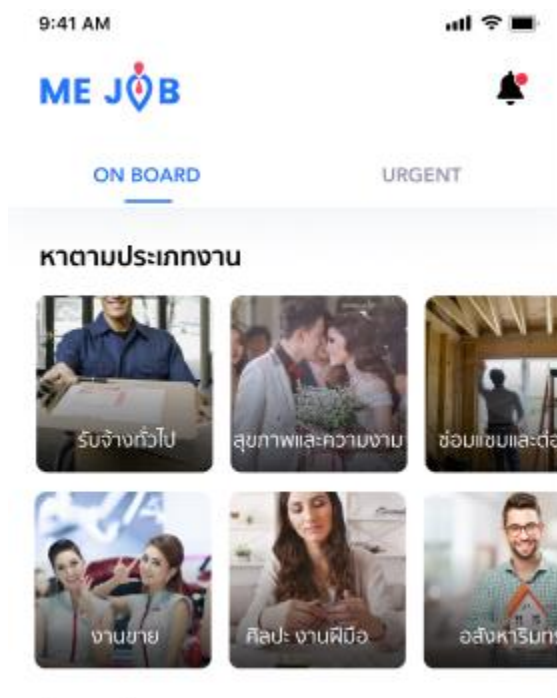 9:41 AM
ME JOB
ON BOARD
URGENT
หาตามประเภทงาน
รับจ้างทั่วไป
สุขภาพและความงาม
ซ่อมแซมและต่อ
งานขาย
ศิลปะ งานฝีมือ
อสังหาริมทร